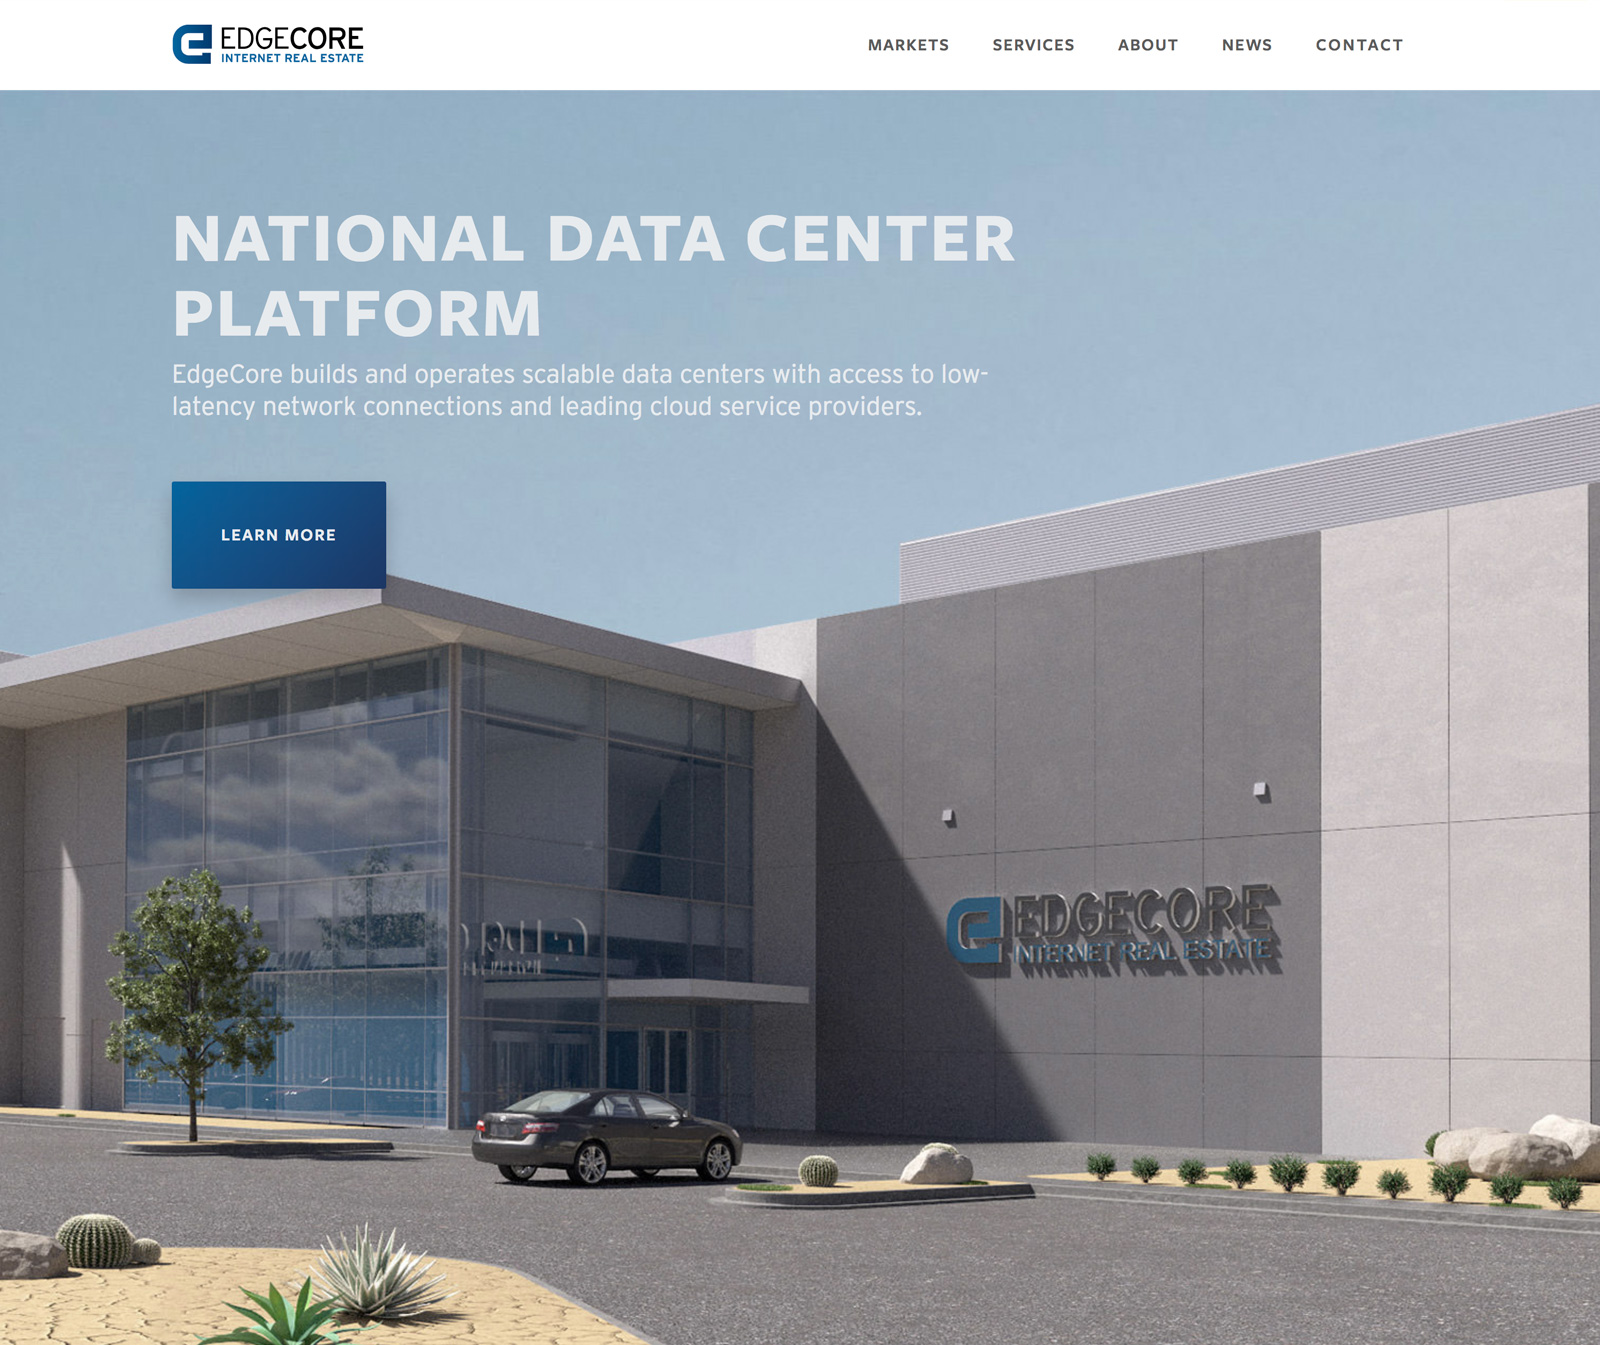 EDGECORE
INTERNET REAL ESTATE
MARKETS SERVICES ABOUT NEWS CONTACT
NATIONAL DATA CENTER
PLATFORM
EdgeCore builds and operates scalable data centers with access to low-
latency network connections and leading cloud service providers.
LEARN MORE
EDGECORE
INTERNET REAL ESTATE